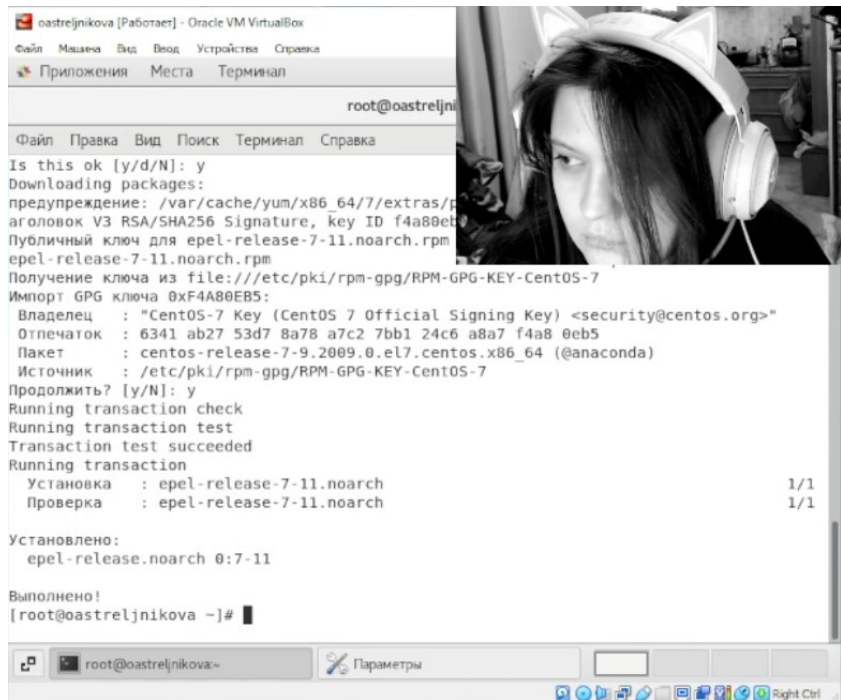 oastreljnikova [Работает] - Oracle VM VirtualBox
Файл Машина Вид Ввод Устройства Справка
Приложения Места Терминал
root@oastreljni
Файл Правка Вид Поиск Терминал Справка
Is this ok [y/d/N]: y
Downloading packages:
предупреждение: /var/cache/yum/x86_64/7/extras/p
аголовок V3 RSA/SHA256 Signature, key ID f4a80eb
Публичный ключ для epel-release-7-11.noarch.rpm
epel-release-7-11.noarch.rpm
Получение ключа из file:///etc/pki/rpm-gpg/RPM-GPG-KEY-CentOS-7
Импорт GPG ключа 0xF4A80EB5:
Владелец : "CentOS-7 Key (CentOS 7 Official Signing Key) <security@centos.org>"
Отпечаток : 6341 ab27 53d7 8a78 a7c2 7bb1 24c6 a8a7 f4a8 0eb5
Пакет : centos-release-7-9.2009.0.el7.centos.x86_64 (@anaconda)
Источник : /etc/pki/rpm-gpg/RPM-GPG-KEY-CentOS-7
Продолжить? [y/N]: y
Running transaction check
Running transaction test
Transaction test succeeded
Running transaction
Установка : epel-release-7-11.noarch 1/1
Проверка : epel-release-7-11.noarch 1/1
Установлено:
epel-release.noarch 0:7-11
Выполнено!
[root@oastreljnikova ~]#
root@oastreljnikova:~ Параметры
Right Ctrl